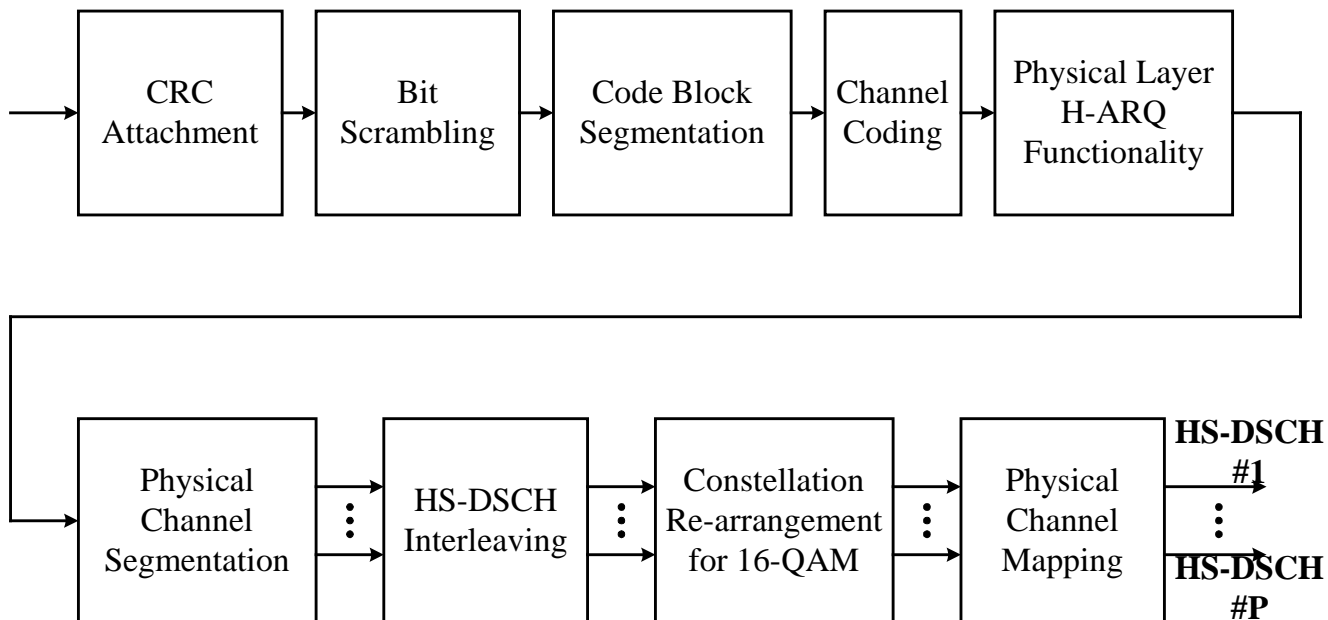 CRC
Attachment
Bit
Scrambling
Code Block
Segmentation
Channel
Coding
Physical Layer
H-ARQ
Functionality
Physical
Channel
Segmentation
HS-DSCH
Interleaving
Constellation
Re-arrangement
for 16-QAM
Physical
Channel
Mapping
HS-DSCH
#1
HS-DSCH
#P